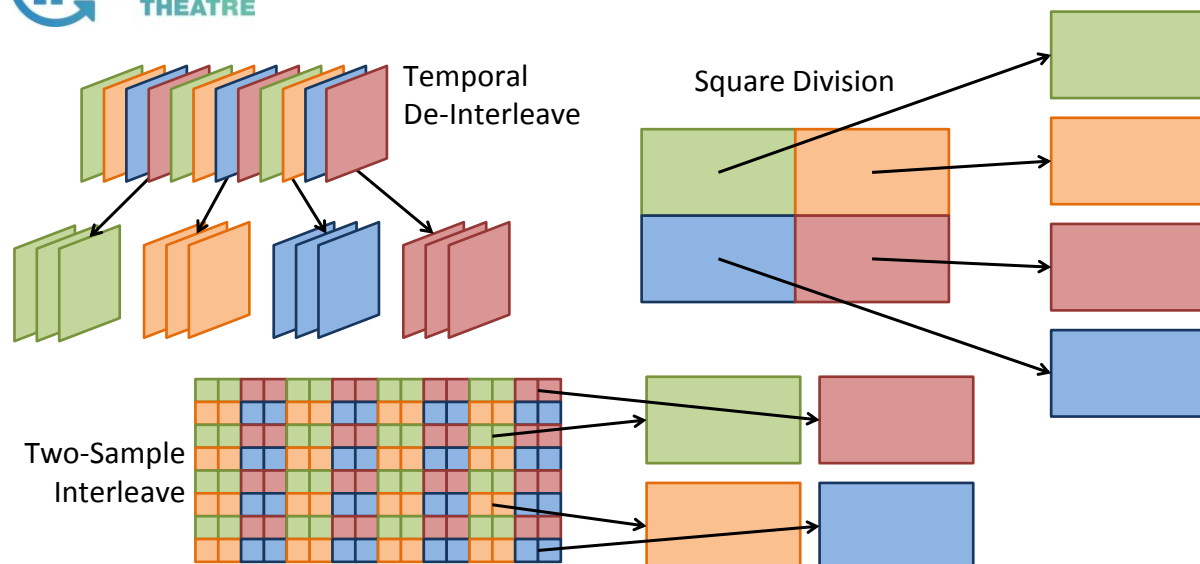 THEATRE
Temporal
De-Interleave
Square Division
Two-Sample
Interleave